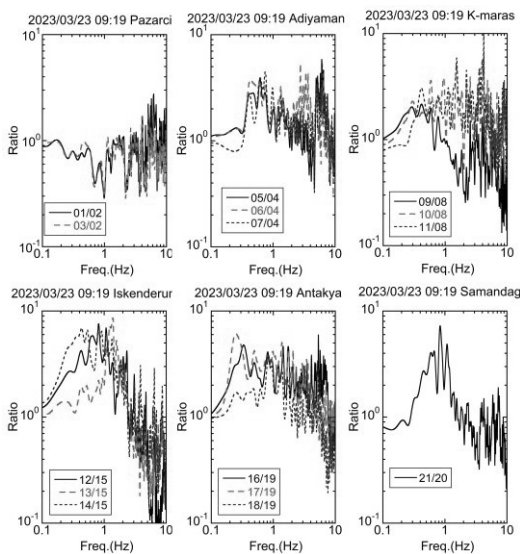 2023/03/23 09:19 Pazarci
10¹
10⁰
10⁻¹
Ratio
01/02
03/02
0.1 1 10
Freq.(Hz)
2023/03/23 09:19 Adiyaman
10¹
10⁰
10⁻¹
Ratio
05/04
06/04
07/04
0.1 1 10
Freq.(Hz)
2023/03/23 09:19 K-maras
10¹
10⁰
10⁻¹
Ratio
09/08
10/08
11/08
0.1 1 10
Freq.(Hz)
2023/03/23 09:19 Iskenderun
10¹
10⁰
10⁻¹
Ratio
12/15
13/15
14/15
0.1 1 10
Freq.(Hz)
2023/03/23 09:19 Antakya
10¹
10⁰
10⁻¹
Ratio
16/19
17/19
18/19
0.1 1 10
Freq.(Hz)
2023/03/23 09:19 Samandag
10¹
10⁰
10⁻¹
Ratio
21/20
0.1 1 10
Freq.(Hz)